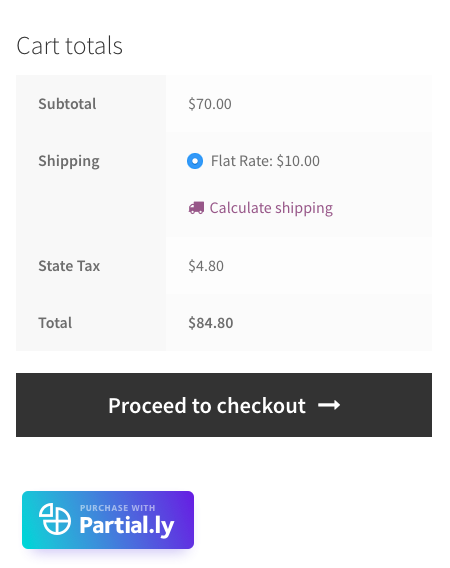 Cart totals
Subtotal $70.00
Shipping Flat Rate: $10.00
Calculate shipping
State Tax $4.80
Total $84.80
Proceed to checkout
PURCHASE WITH
Partial.ly